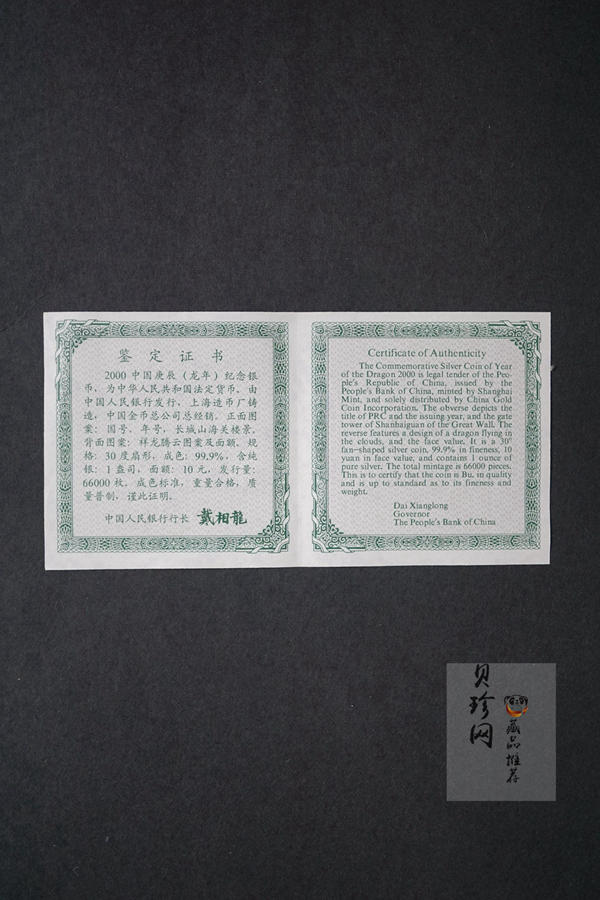 鉴定证书
2000 中国庚辰（龙年）纪念银
币，为中华人民共和国法定货币。由
中国人民银行发行，上海造币厂铸
造，中国金币总公司总经销。正面图
案：国号、年号，长城山海关楼景，
背面图案：祥龙腾云图案及面额。规
格：30 度扇形，成色：99.9%，含纯
银：1 盎司，面额：10 元，发行量：
66000 枚。成色标准，重量合格，质
量普制，谨此证明。
中国人民银行行长 戴相龍
Certificate of Authenticity
The Commemorative Silver Coin of Year
of the Dragon 2000 is legal tender of the Peo-
ple's Republic of China, issued by the
People's Bank of China, minted by Shanghai
Mint, and solely distributed by China Gold
Coin Incorporation. The obverse depicts the
title of PRC and the issuing year, and the gate
tower of Shanhaiguan of the Great Wall. The
reverse features a design of a dragon flying in
the clouds, and the face value. It is a 30°
fan-shaped silver coin, 99.9% in fineness, 10
yuan in face value, and contains 1 ounce of
pure silver. The total mintage is 66000 pieces.
This is to certify that the coin is Bu, in quality
and is up to standard as to its fineness and
weight.
Dai Xianglong
Governor
The People's Bank of China
贝珍网
藏品推荐